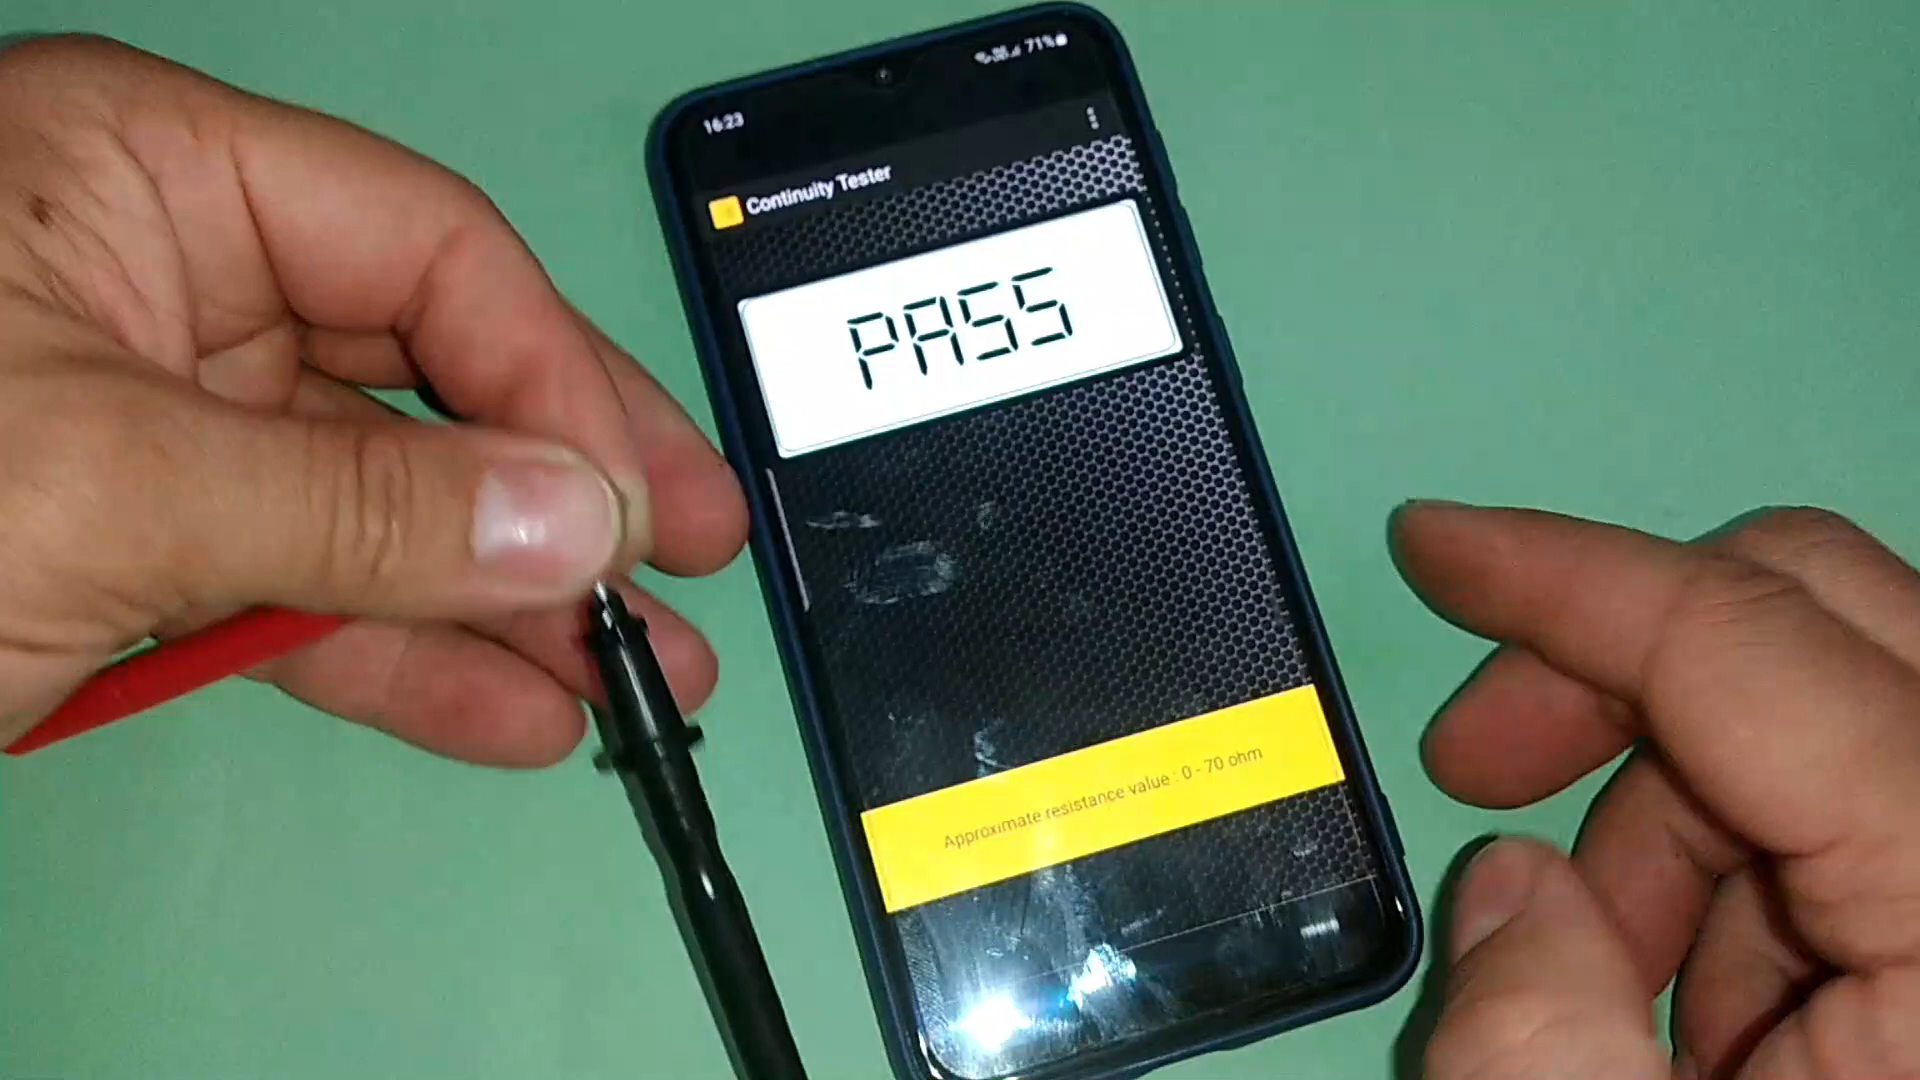 16:23
71%
Continuity Tester
PASS
Approximate resistance value : 0 - 70 ohm